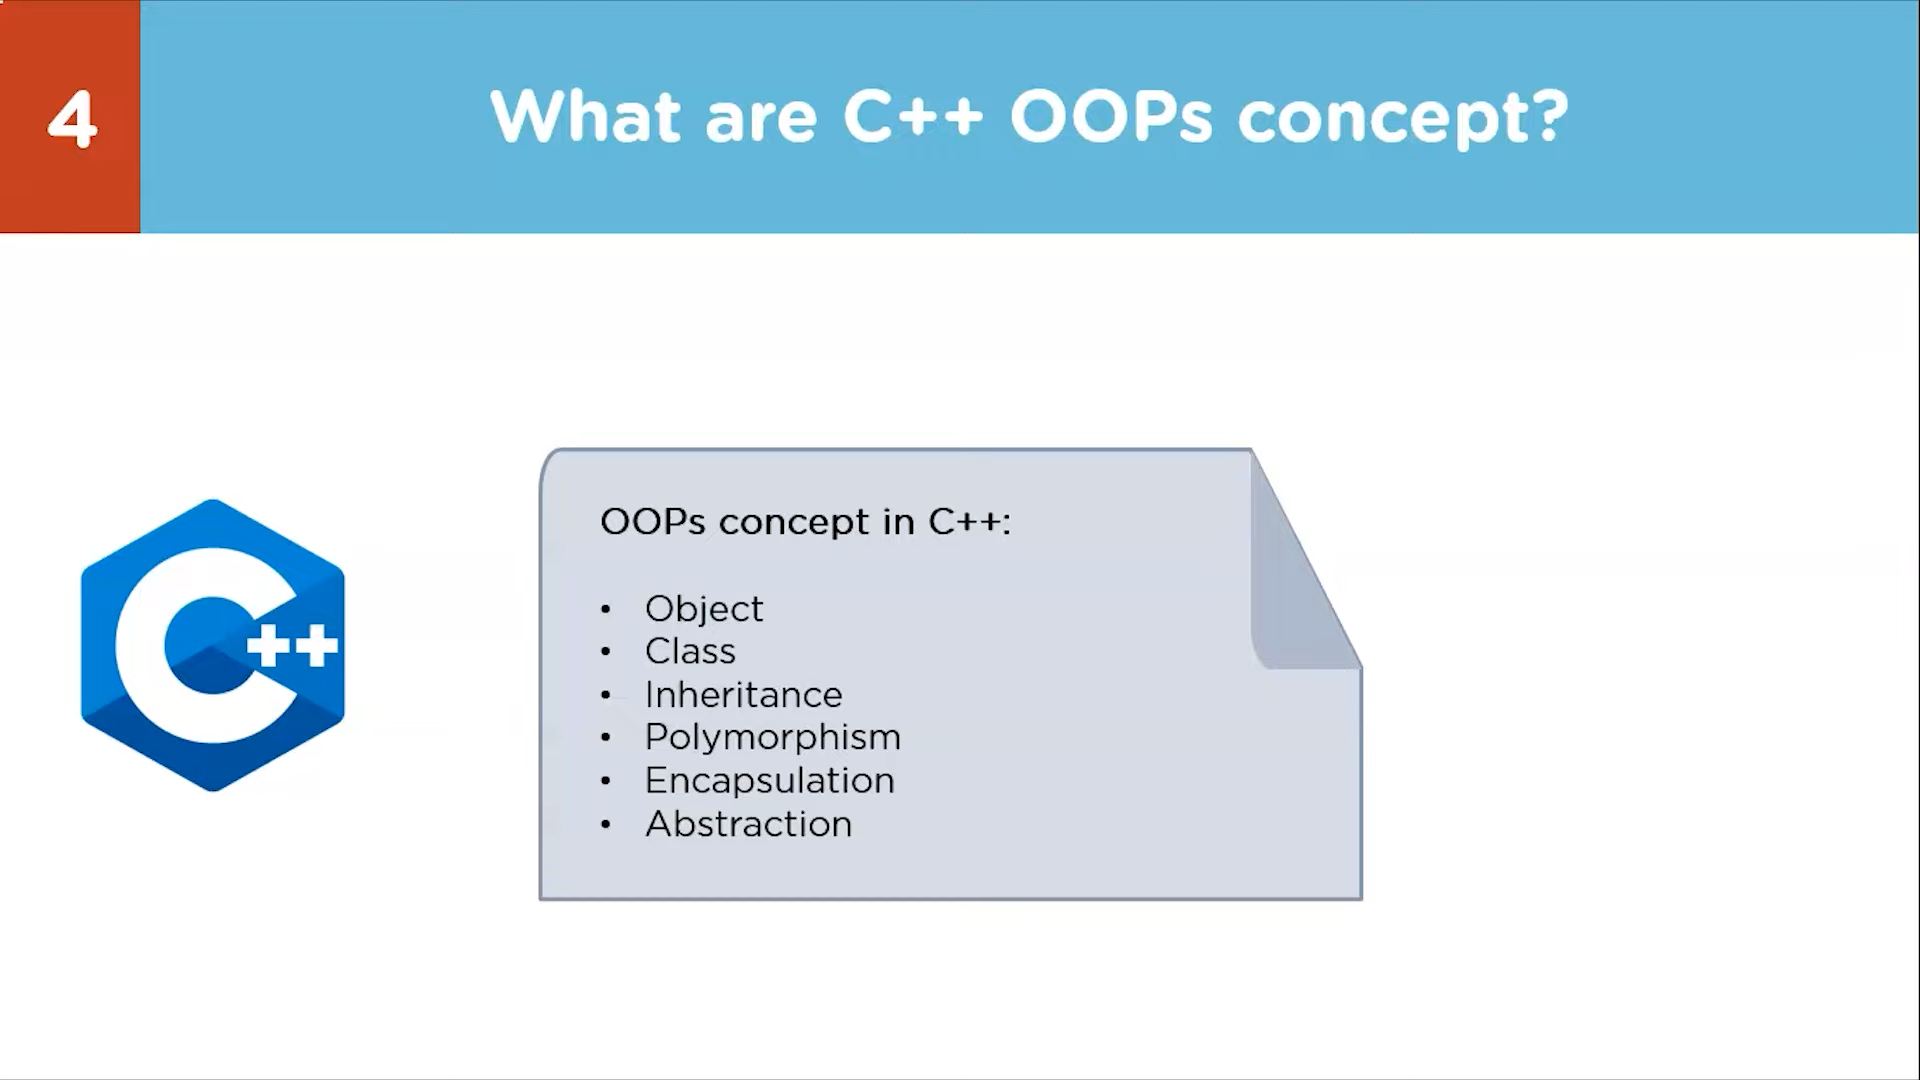 4
What are C++ OOPs concept?
C++
OOPs concept in C++:
• Object
• Class
• Inheritance
• Polymorphism
• Encapsulation
• Abstraction